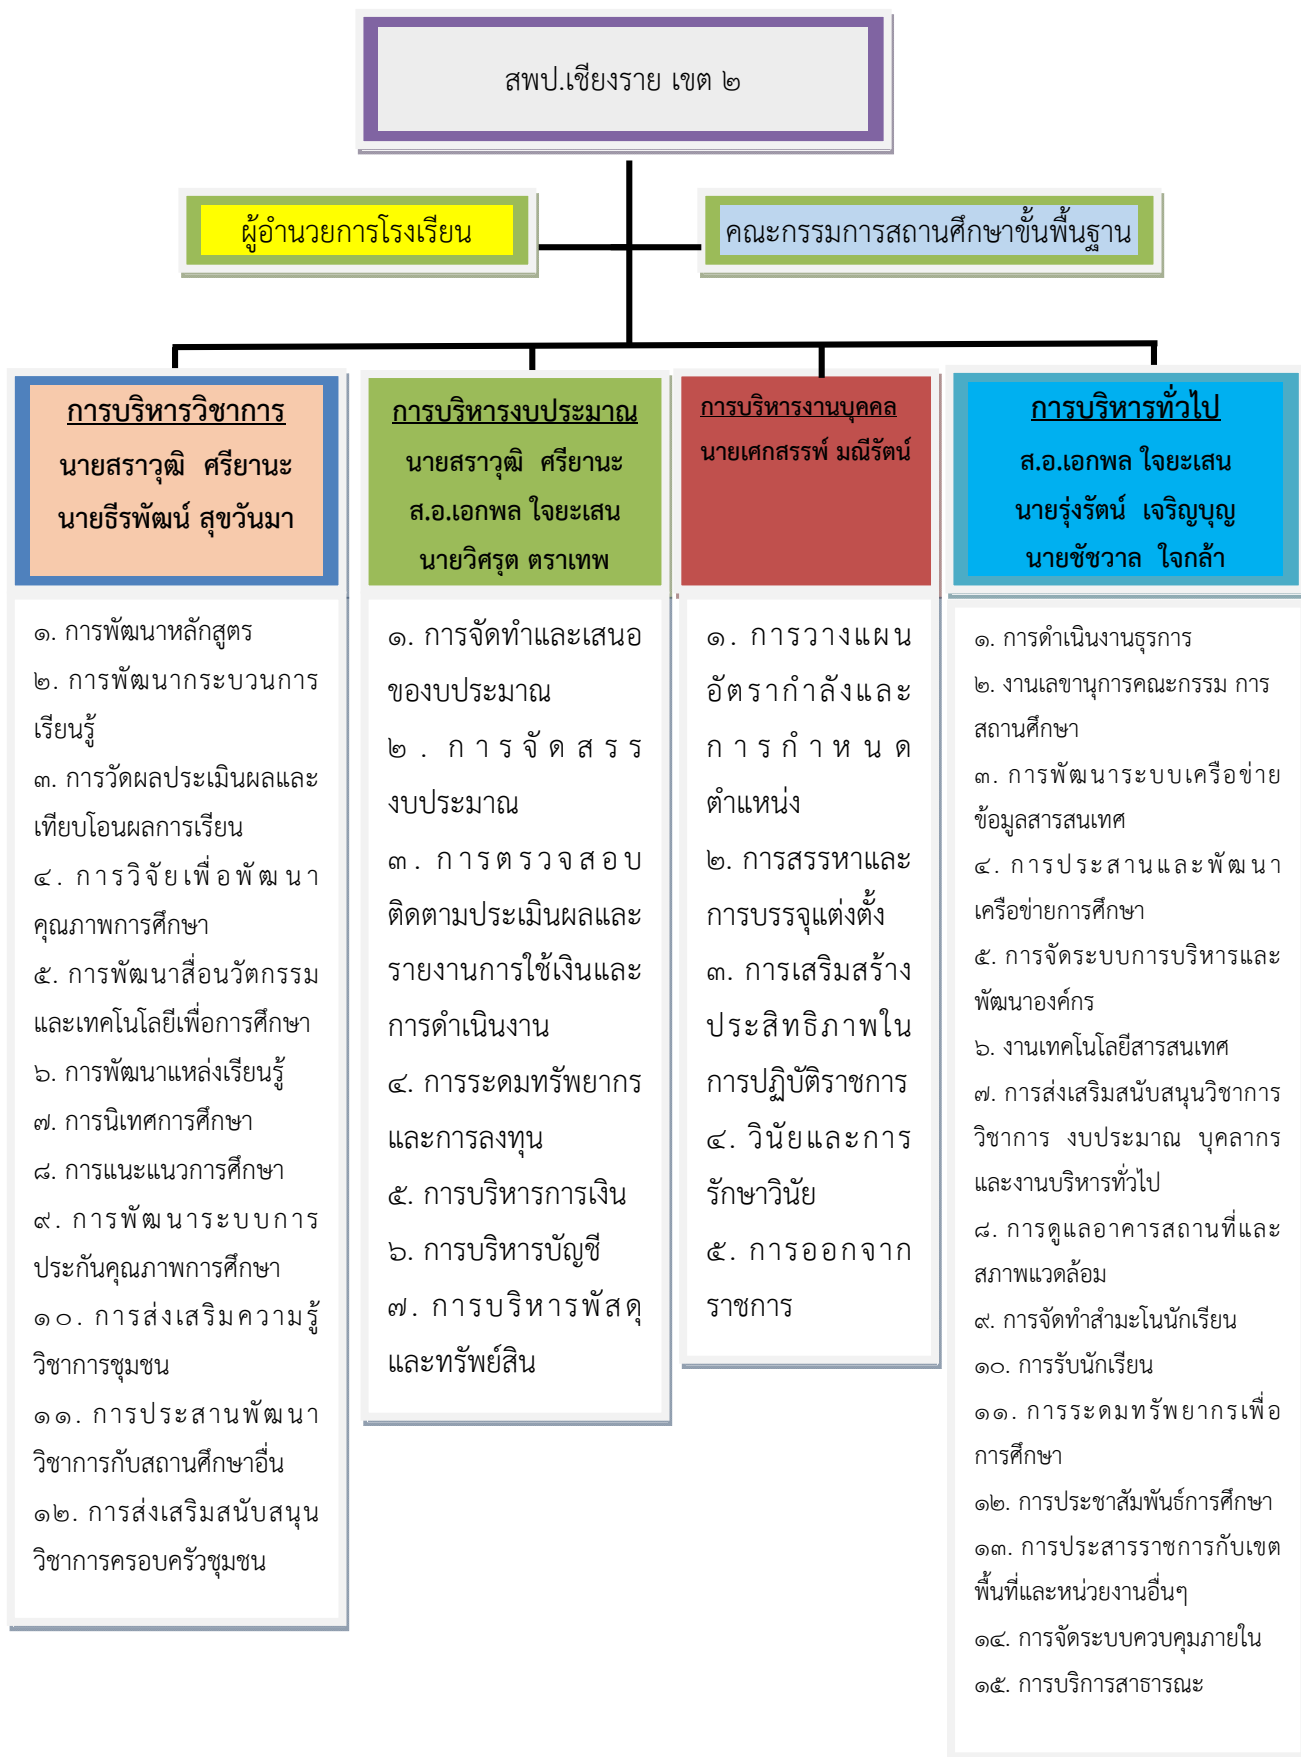 สพป.เชียงราย เขต ๒
ผู้อำนวยการโรงเรียน
คณะกรรมการสถานศึกษาขั้นพื้นฐาน
การบริหารวิชาการ
นายสราวุฒิ ศรียานะ
นายธีรพัฒน์ สุขวันมา
๑. การพัฒนาหลักสูตร
๒. การพัฒนากระบวนการ
เรียนรู้
๓. การวัดผลประเมินผลและ
เทียบโอนผลการเรียน
๔. การวิจัยเพื่อพัฒนา
คุณภาพการศึกษา
๕. การพัฒนาสื่อนวัตกรรม
และเทคโนโลยีเพื่อการศึกษา
๖. การพัฒนาแหล่งเรียนรู้
๗. การนิเทศการศึกษา
๘. การแนะแนวการศึกษา
๙. การพัฒนาระบบการ
ประกันคุณภาพการศึกษา
๑๐. การส่งเสริมความรู้
วิชาการชุมชน
๑๑. การประสานพัฒนา
วิชาการกับสถานศึกษาอื่น
๑๒. การส่งเสริมสนับสนุน
วิชาการครอบครัวชุมชน
การบริหารงบประมาณ
นายสราวุฒิ ศรียานะ
ส.อ.เอกพล ใจยะเสน
นายวิศรุต ตราเทพ
๑. การจัดทำและเสนอ
ของบประมาณ
๒. การจัดสรร
งบประมาณ
๓. การตรวจสอบ
ติดตามประเมินผลและ
รายงานการใช้เงินและ
การดำเนินงาน
๔. การระดมทรัพยากร
และการลงทุน
๕. การบริหารการเงิน
๖. การบริหารบัญชี
๗. การบริหารพัสดุ
และทรัพย์สิน
การบริหารงานบุคคล
นายเศกสรรพ์ มณีรัตน์
๑. การวางแผน
อัตรากำลังและ
การกำหนด
ตำแหน่ง
๒. การสรรหาและ
การบรรจุแต่งตั้ง
๓. การเสริมสร้าง
ประสิทธิภาพใน
การปฏิบัติราชการ
๔. วินัยและการ
รักษาวินัย
๕. การออกจาก
ราชการ
การบริหารทั่วไป
ส.อ.เอกพล ใจยะเสน
นายรุ่งรัตน์ เจริญบุญ
นายชัชวาล ใจกล้า
๑. การดำเนินงานธุรการ
๒. งานเลขานุการคณะกรรม การ
สถานศึกษา
๓. การพัฒนาระบบเครือข่าย
ข้อมูลสารสนเทศ
๔. การประสานและพัฒนา
เครือข่ายการศึกษา
๕. การจัดระบบการบริหารและ
พัฒนาองค์กร
๖. งานเทคโนโลยีสารสนเทศ
๗. การส่งเสริมสนับสนุนวิชาการ
วิชาการ งบประมาณ บุคลากร
และงานบริหารทั่วไป
๘. การดูแลอาคารสถานที่และ
สภาพแวดล้อม
๙. การจัดทำสำมะโนนักเรียน
๑๐. การรับนักเรียน
๑๑. การระดมทรัพยากรเพื่อ
การศึกษา
๑๒. การประชาสัมพันธ์การศึกษา
๑๓. การประสารราชการกับเขต
พื้นที่และหน่วยงานอื่นๆ
๑๔. การจัดระบบควบคุมภายใน
๑๕. การบริการสาธารณะ